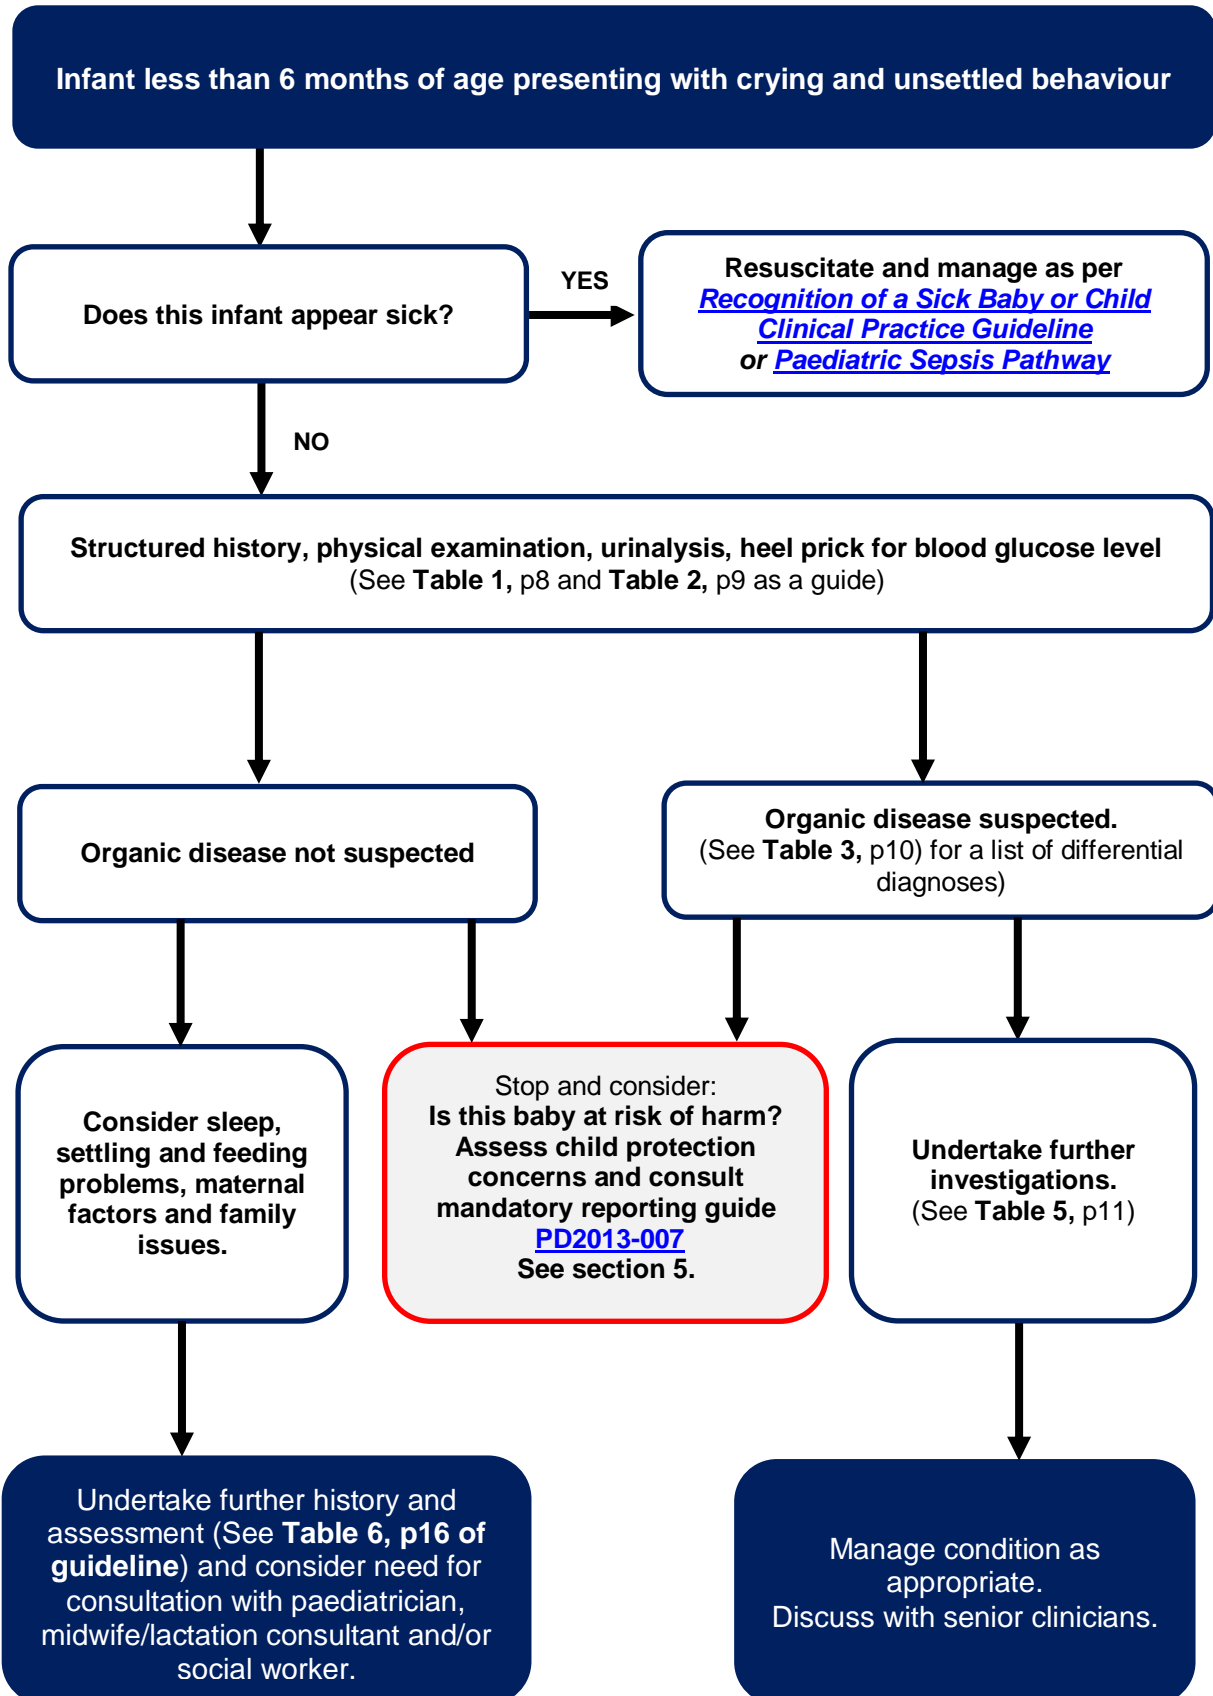 Infant less than 6 months of age presenting with crying and unsettled behaviour
Does this infant appear sick?
YES
Resuscitate and manage as per
Recognition of a Sick Baby or Child
Clinical Practice Guideline
or Paediatric Sepsis Pathway
NO
Structured history, physical examination, urinalysis, heel prick for blood glucose level
(See Table 1, p8 and Table 2, p9 as a guide)
Organic disease not suspected
Organic disease suspected.
(See Table 3, p10) for a list of differential
diagnoses)
Consider sleep,
settling and feeding
problems, maternal
factors and family
issues.
Stop and consider:
Is this baby at risk of harm?
Assess child protection
concerns and consult
mandatory reporting guide
PD2013-007
See section 5.
Undertake further
investigations.
(See Table 5, p11)
Undertake further history and
assessment (See Table 6, p16 of
guideline) and consider need for
consultation with paediatrician,
midwife/lactation consultant and/or
social worker.
Manage condition as
appropriate.
Discuss with senior clinicians.